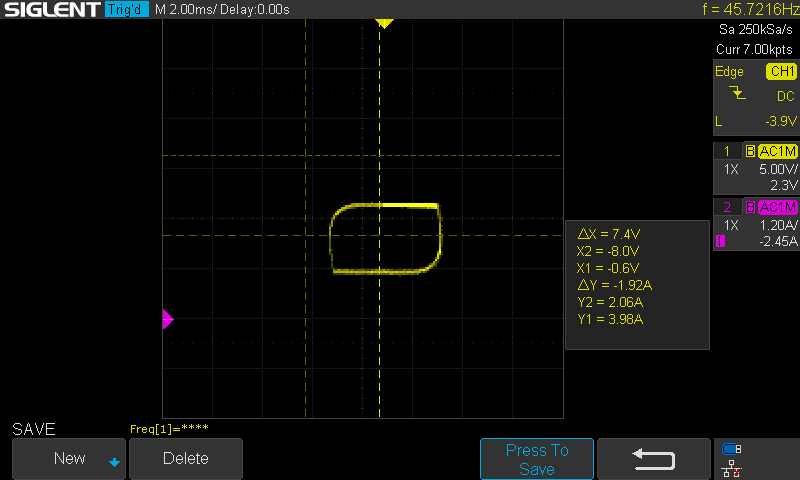 SIGLENT Trig'd M 2.00ms/ Delay:0.00s f = 45.7216Hz
Sa 250kSa/s
Curr 7.00kpts
Edge CH1
DC
L -3.9V
1 B AC1M
1X 5.00V/
2.3V
2 B AC1M
1X 1.20A/
-2.45A
△X = 7.4V
X2 = -8.0V
X1 = -0.6V
△Y = -1.92A
Y2 = 2.06A
Y1 = 3.98A
SAVE
Freq[1]=****
New
Delete
Press To
Save